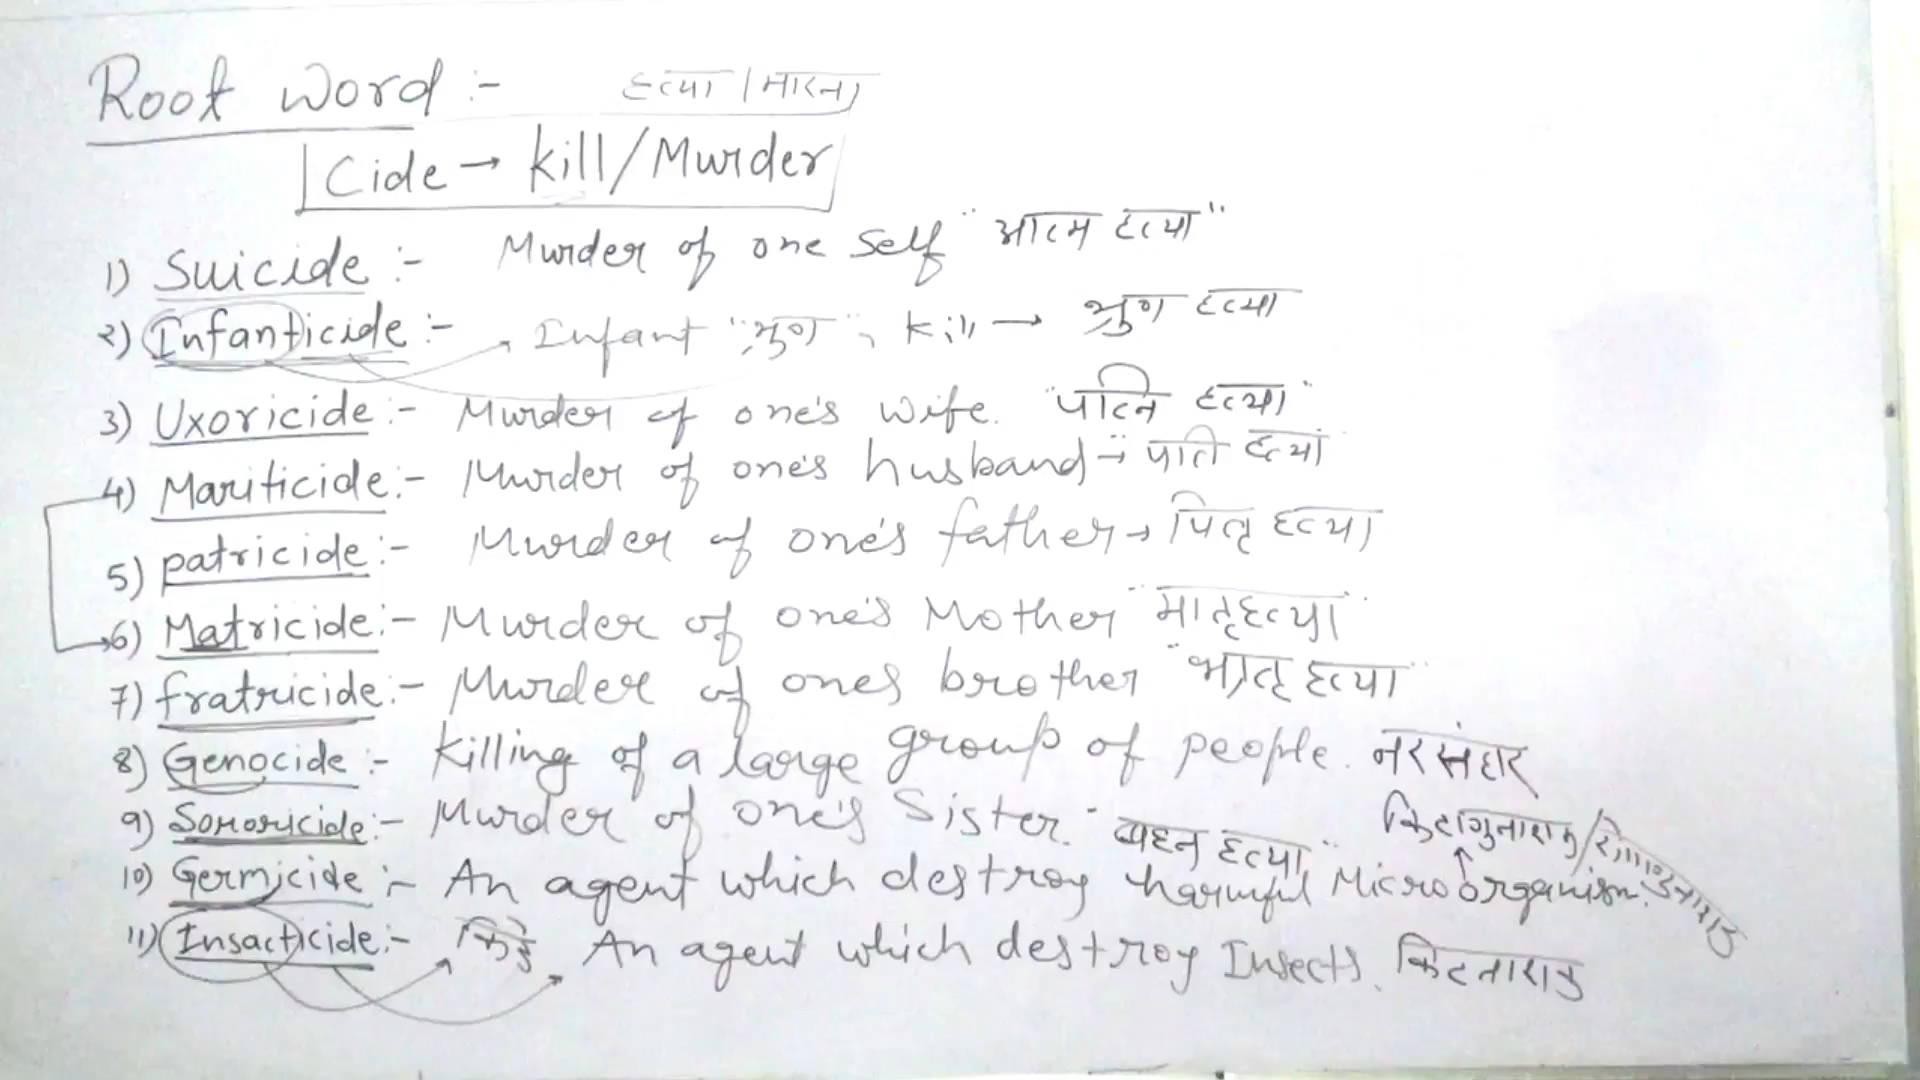 Root word :- हत्या / मारना
Cide → kill/Murder
1) Suicide :- Murder of one self "आत्म हत्या"
2) Infanticide :- Infant "भ्रुण", Kill → भ्रुण हत्या
3) Uxoricide :- Murder of one's wife. "पत्नि हत्या"
4) Mariticide :- Murder of one's husband - पति हत्या
5) patricide :- Murder of one's father → पितृ हत्या
6) Matricide :- Murder of one's Mother "मातृहत्या"
7) fratricide :- Murder of ones brother "भ्रातृ हत्या"
8) Genocide :- Killing of a large group of people. नरसंहार
9) Sororicide :- Murder of one's Sister. "बहन हत्या"
किटाणुनाशक / रोगाणुनाशक
10) Germicide :- An agent which destroy harmful Microorganism.
11) Insacticide :- किडे An agent which destroy Insects. किटनाशक